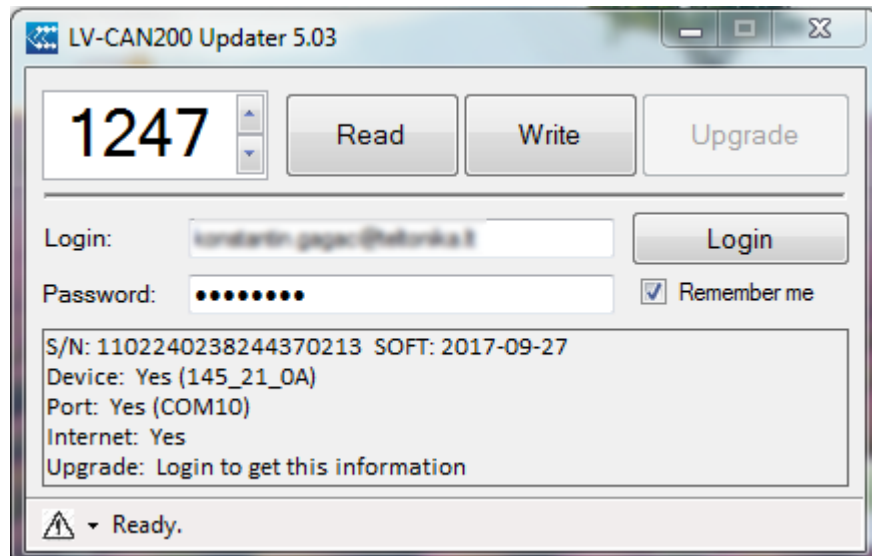 LV-CAN200 Updater 5.03
1247 Read Write Upgrade
Login: Login
Password: •••••••• Remember me
S/N: 1102240238244370213 SOFT: 2017-09-27
Device: Yes (145_21_0A)
Port: Yes (COM10)
Internet: Yes
Upgrade: Login to get this information
Ready.